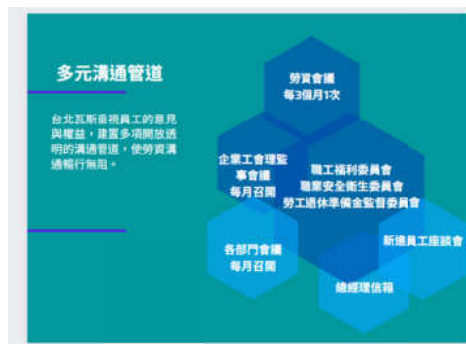 多元溝通管道
台北瓦斯重視員工的意見
與權益，建置多項開放透
明的溝通管道，使勞資溝
通暢行無阻。
勞資會議
每3個月1次
企業工會理監
事會議
每月召開
職工福利委員會
職業安全衛生委員會
勞工退休準備金監督委員會
各部門會議
每月召開
新進員工座談會
總經理信箱